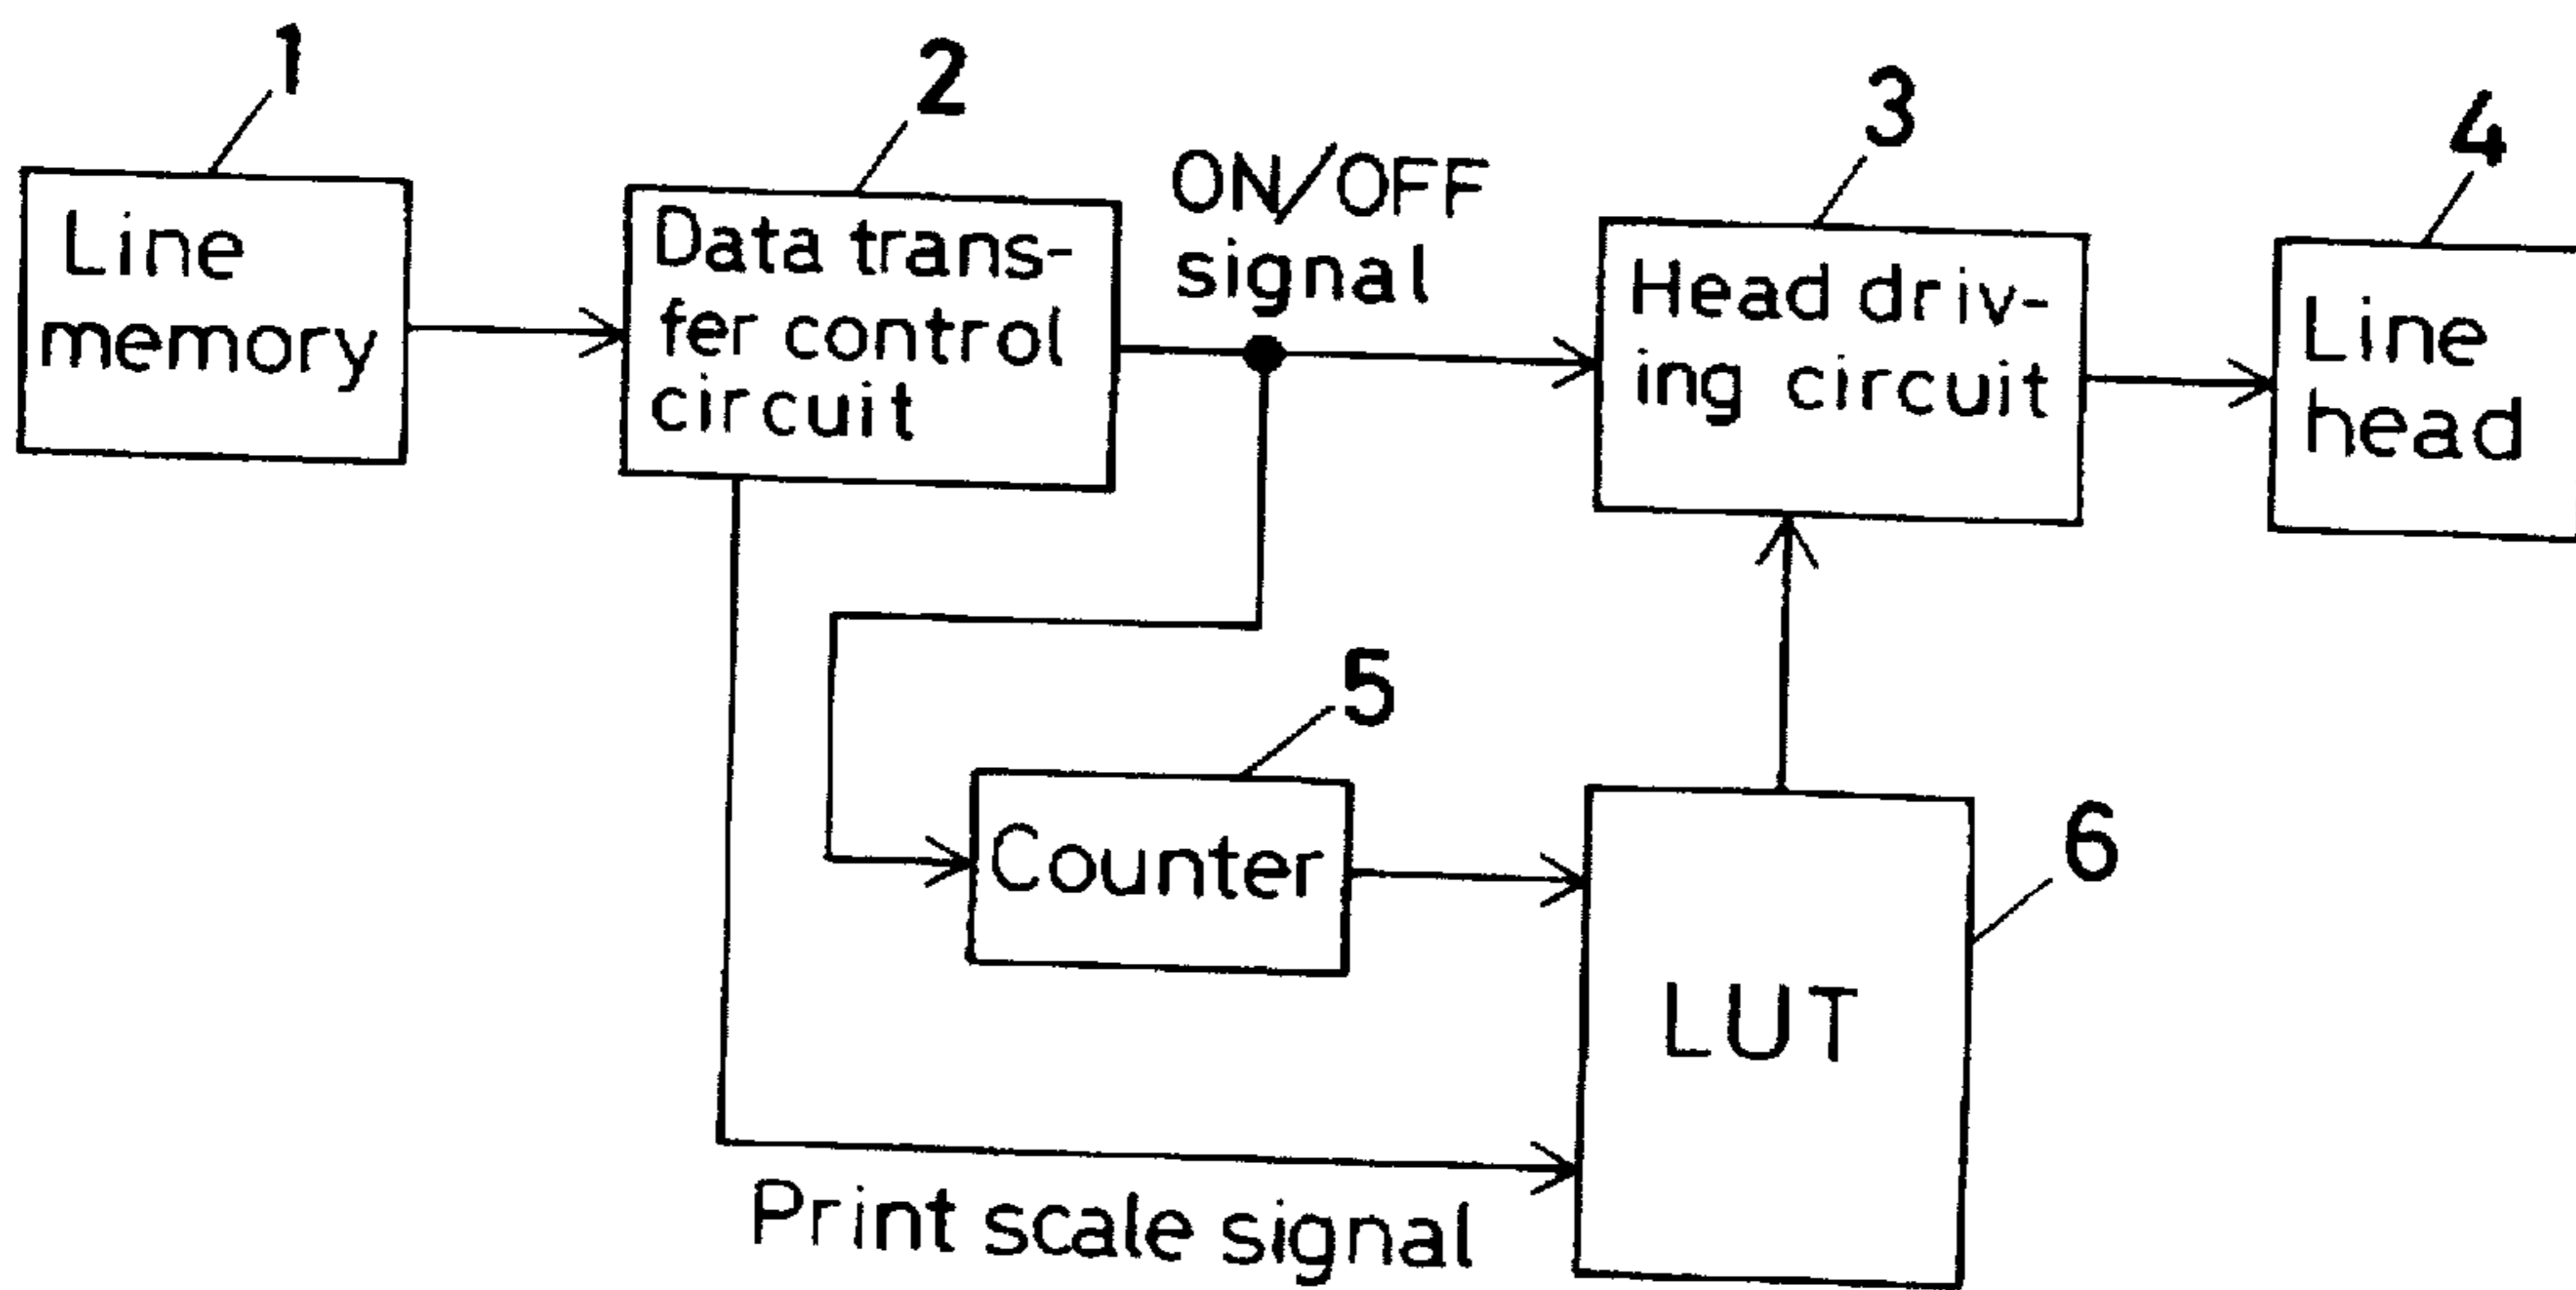 1
Line
memory
2
Data trans-
fer control
circuit
ON/OFF
signal
3
Head driv-
ing circuit
4
Line
head
5
Counter
6
LUT
Print scale signal